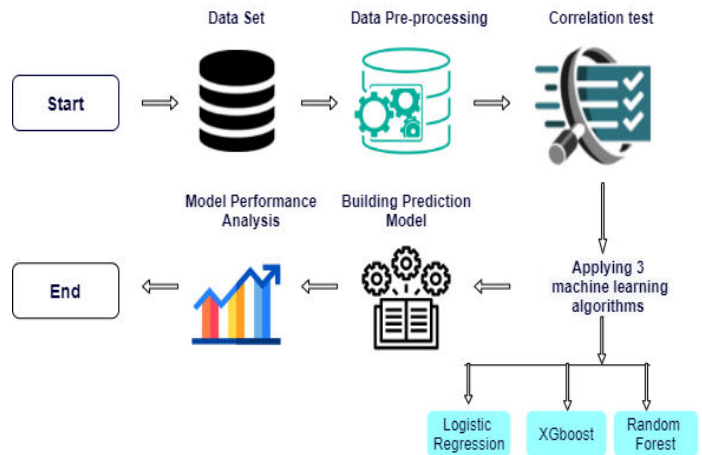 Data Set
Data Pre-processing
Correlation test
Start
Model Performance
Analysis
Building Prediction
Model
End
Applying 3
machine learning
algorithms
Logistic
Regression
XGboost
Random
Forest